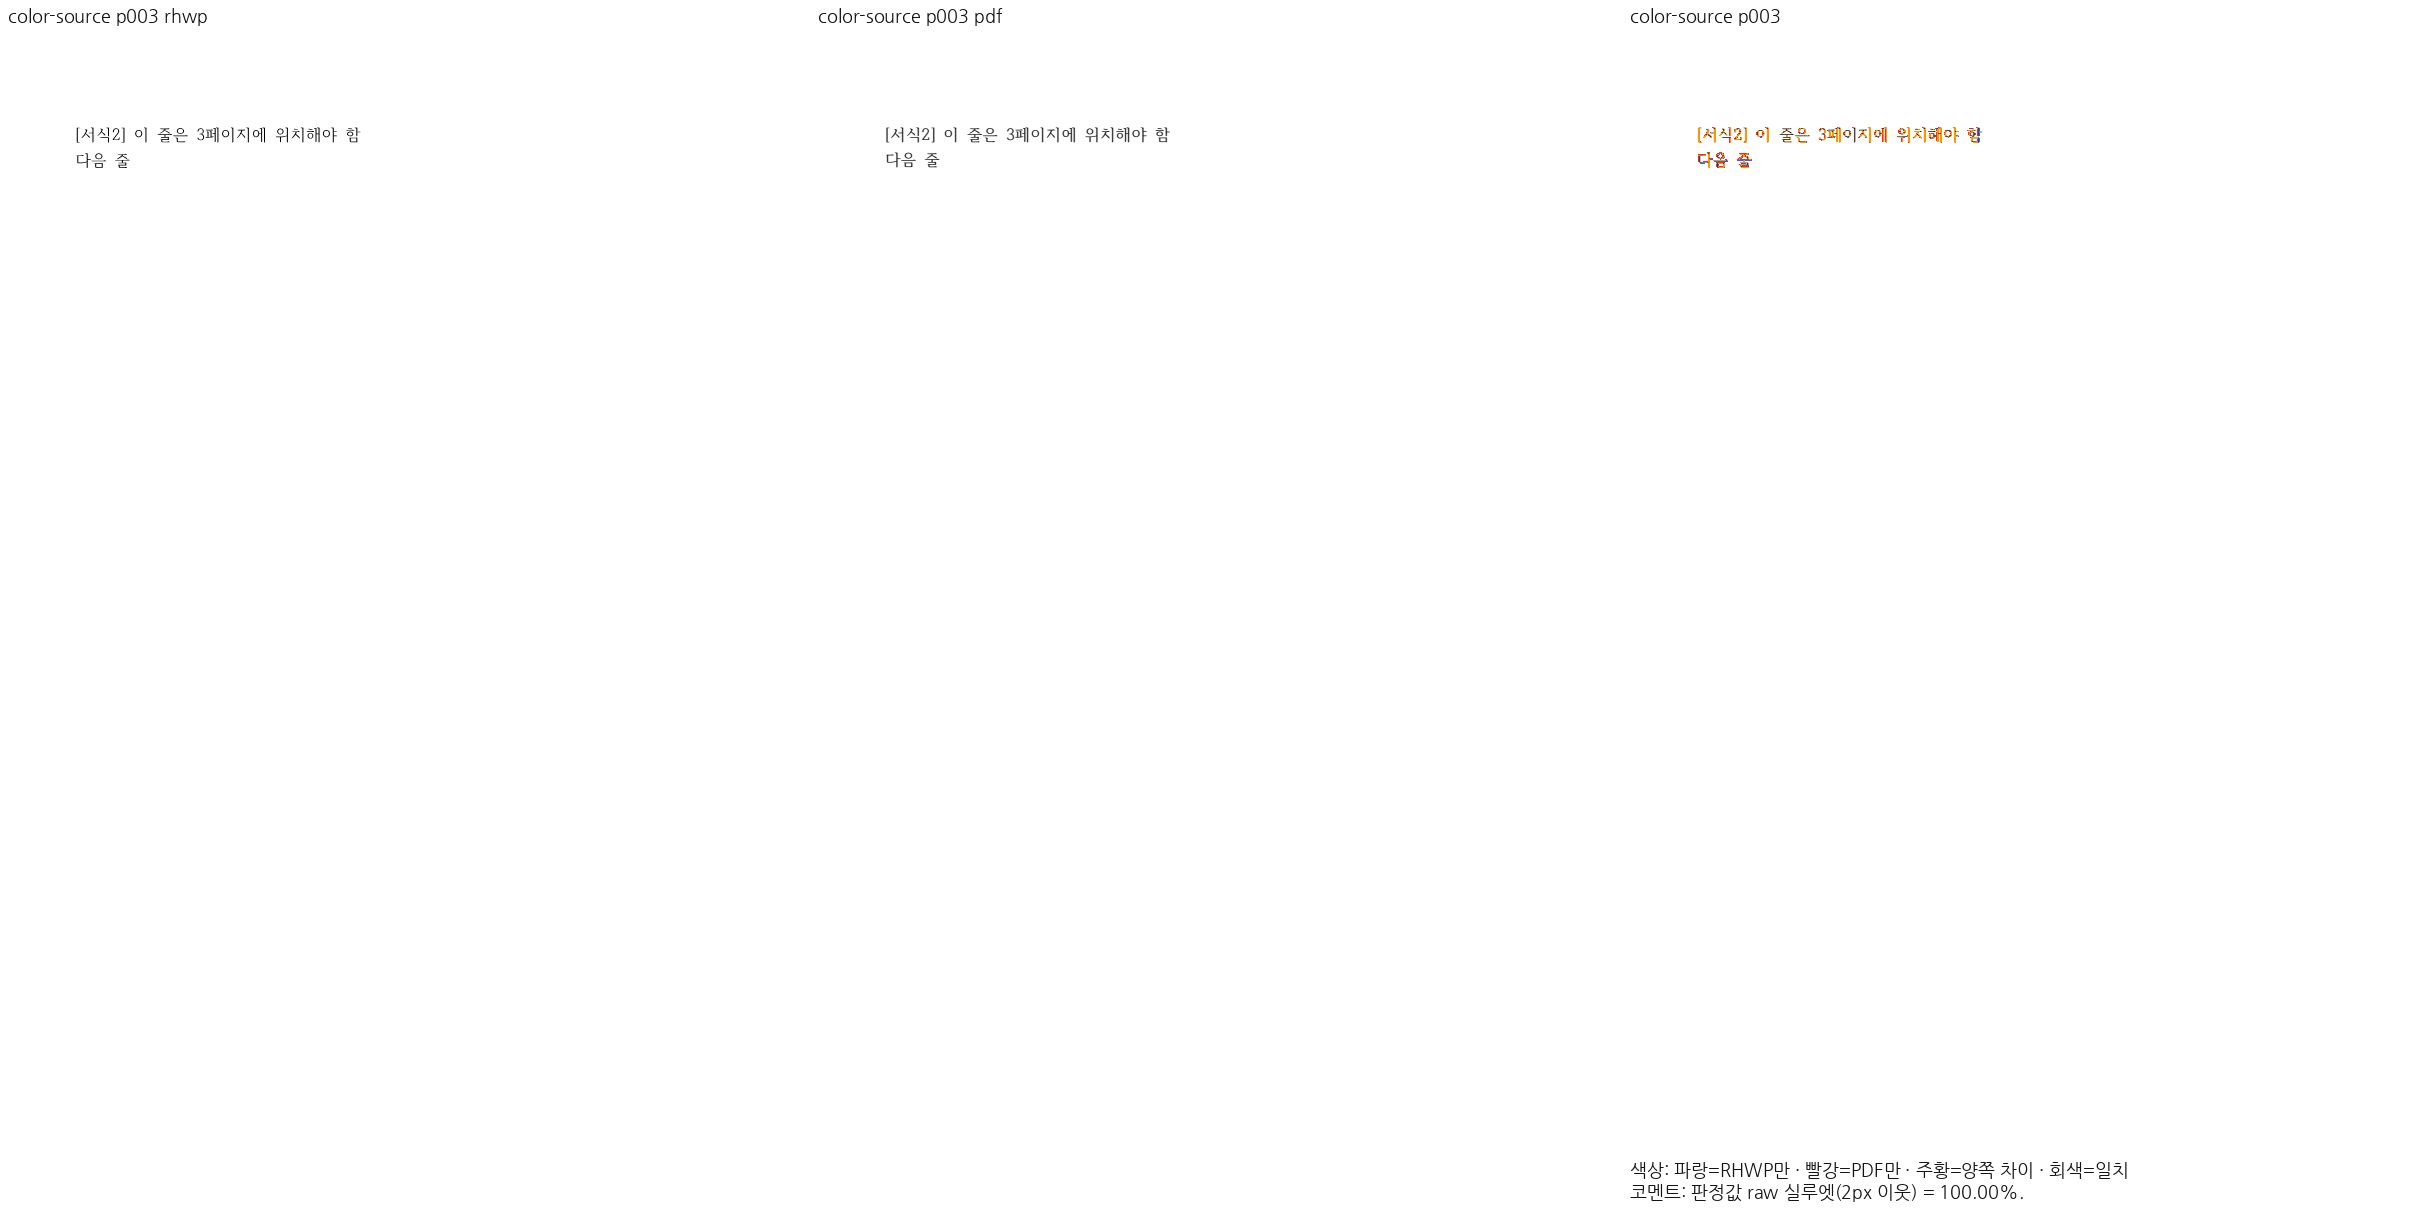 color-source p003 rhwp
[서식2] 이 줄은 3페이지에 위치해야 함
다음 줄
color-source p003 pdf
[서식2] 이 줄은 3페이지에 위치해야 함
다음 줄
color-source p003
[서식2] 이 줄은 3페이지에 위치해야 함
다음 줄
색상: 파랑=RHWP만 · 빨강=PDF만 · 주황=양쪽 차이 · 회색=일치
코멘트: 판정값 raw 실루엣(2px 이웃) = 100.00%.